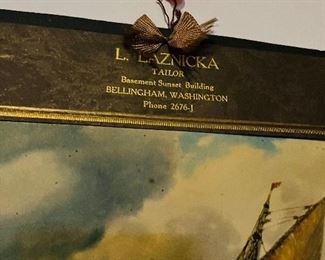 L. LAZNICKA
TAILOR
Basement Sunset Building
BELLINGHAM, WASHINGTON
Phone 2676-J